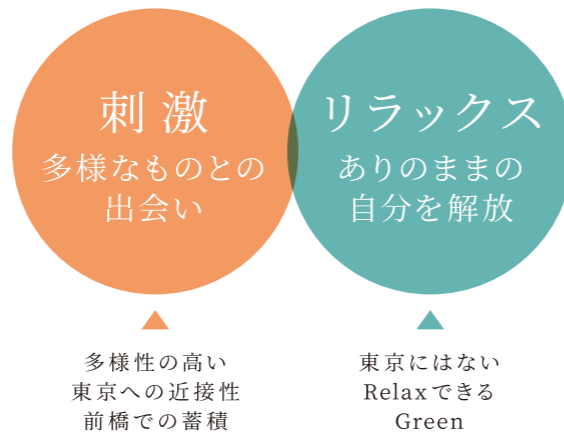 刺激
多様なものとの
出会い
リラックス
ありのままの
自分を解放
多様性の高い
東京への近接性
前橋での蓄積
東京にはない
Relaxできる
Green